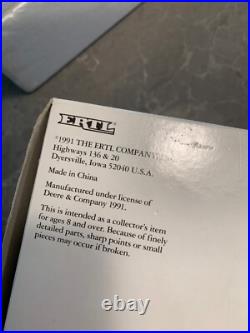 ERTL
©1991 THE ERTL COMPANY
Highways 136 & 20
Dyersville, Iowa 52040 U.S.A.
Made in China
Manufactured under license of
Deere & Company 1991.
This is intended as a collector's item
for ages 8 and over. Because of finely
detailed parts, sharp points or small
pieces may occur if broken.